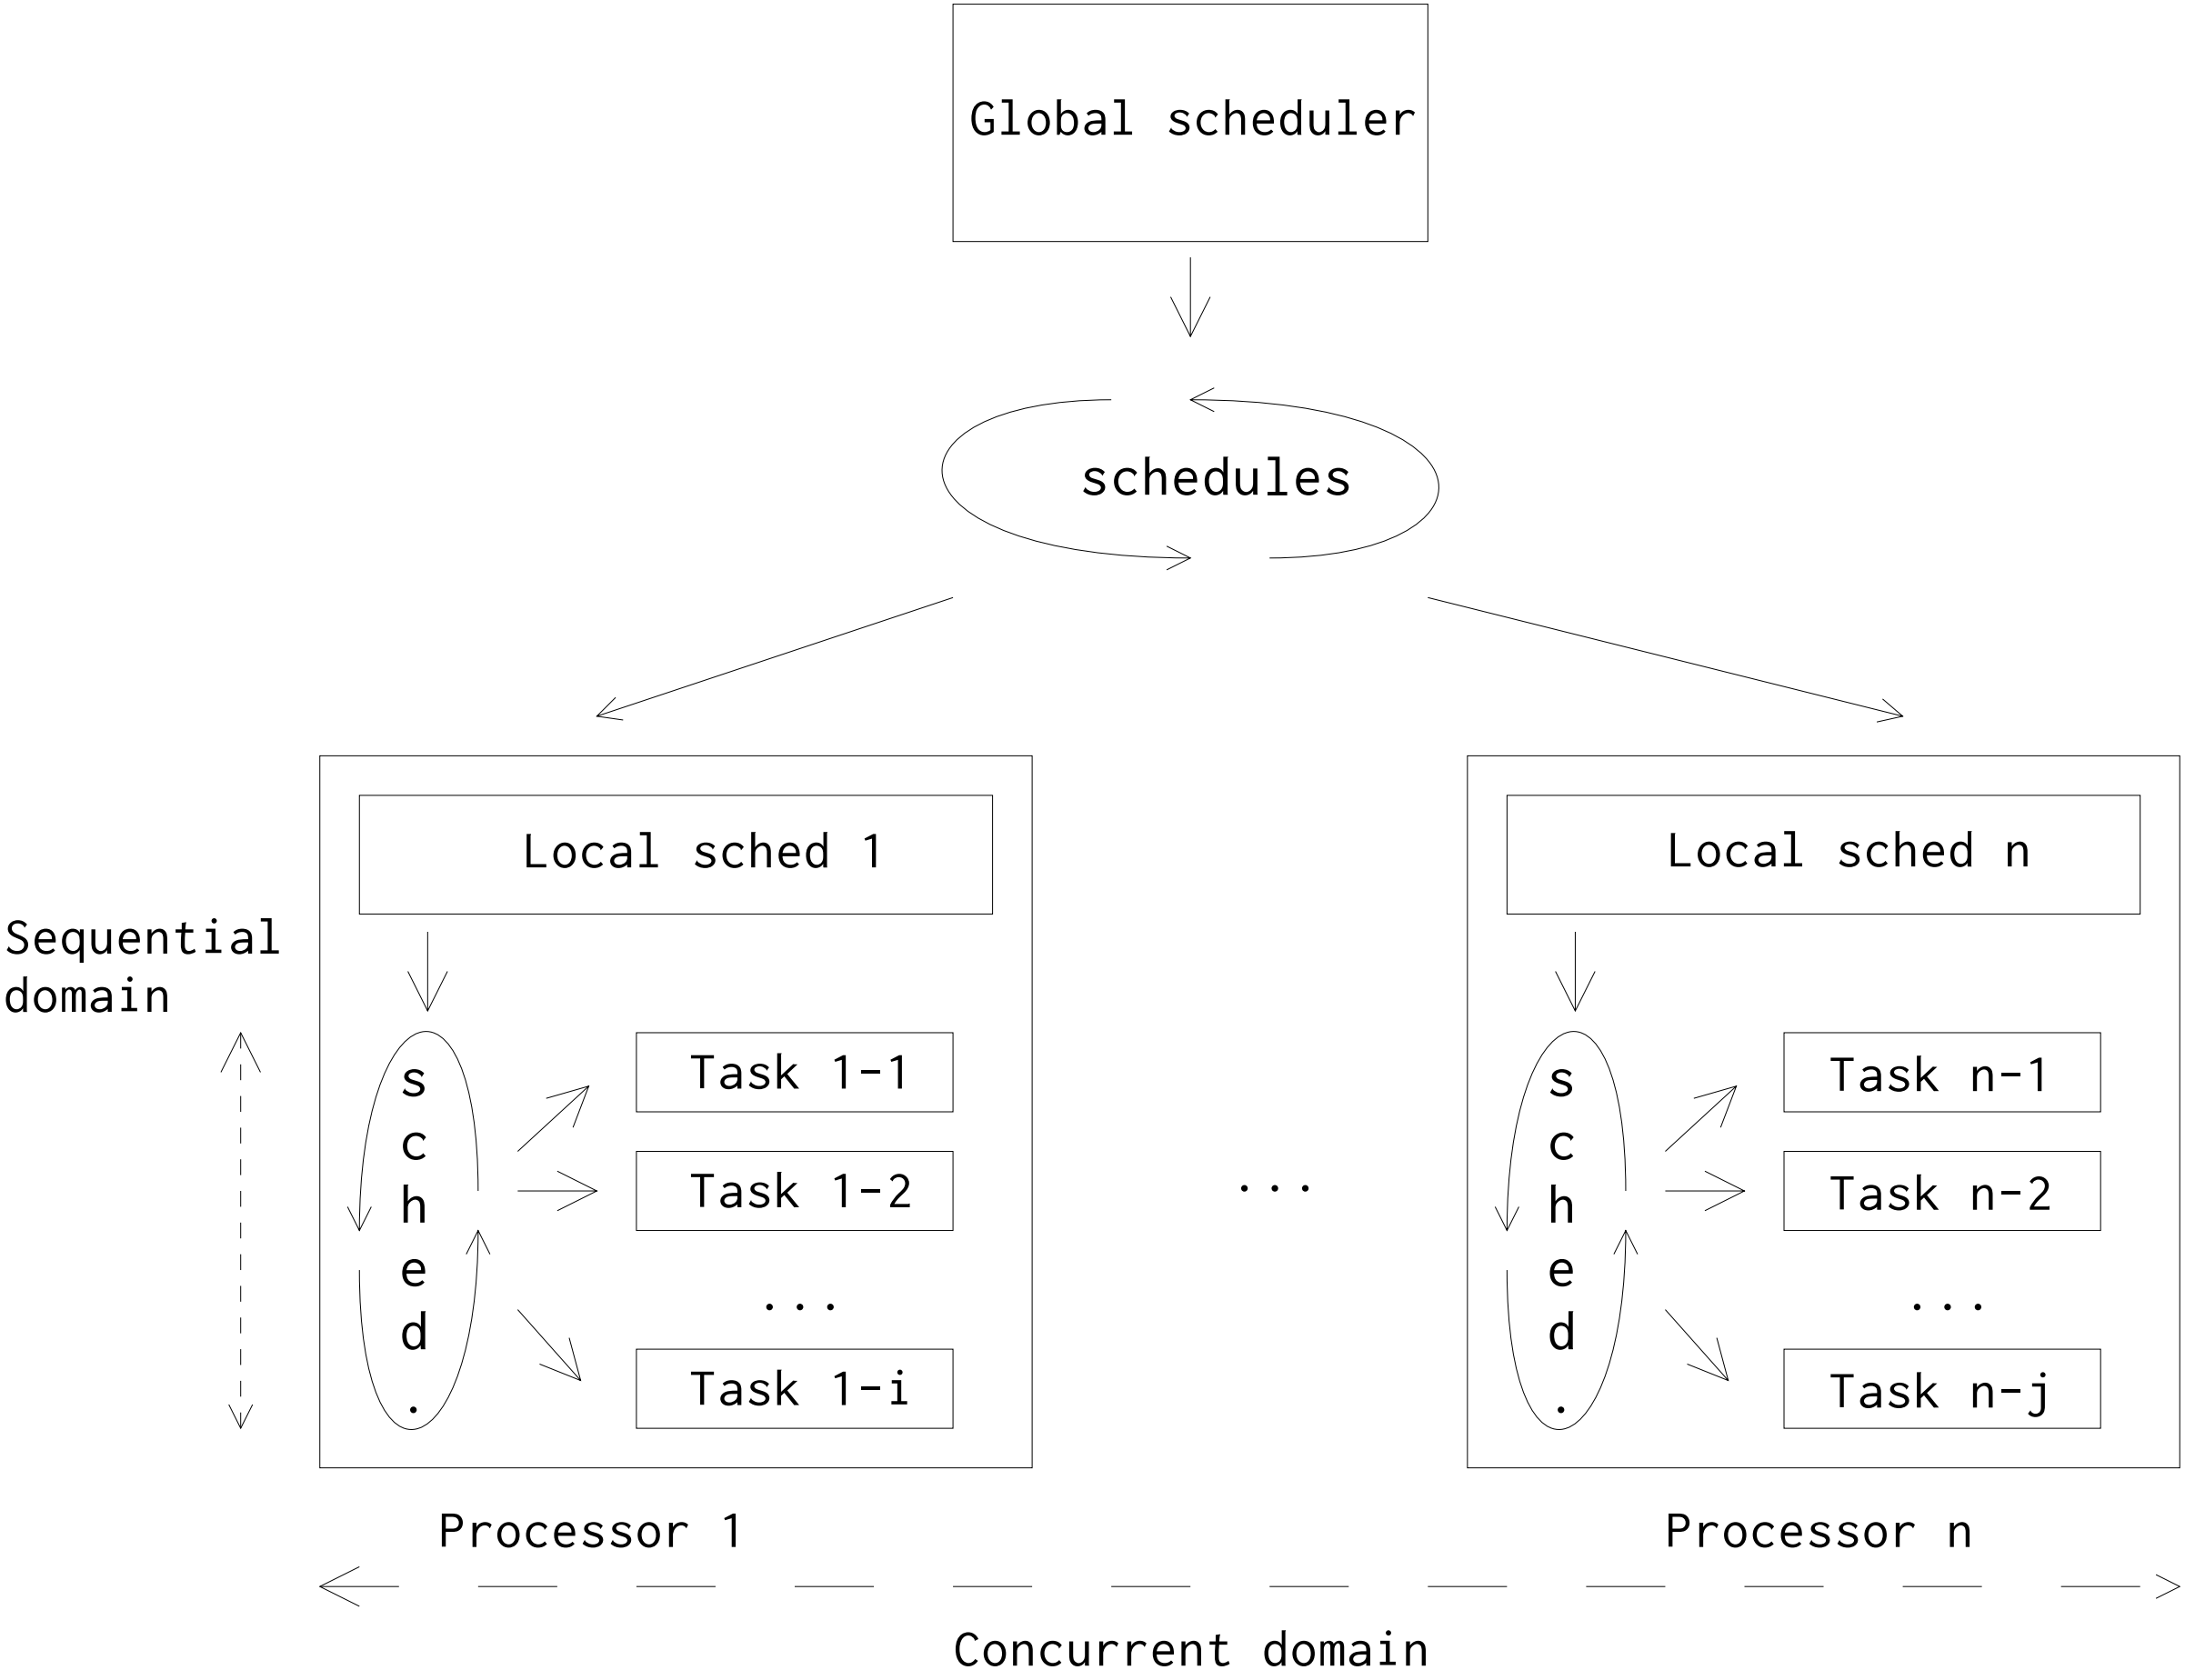 Global scheduler
schedules
Local sched 1
Local sched n
Sequential
domain
s
c
h
e
d
.
Task 1-1
Task 1-2
...
Task 1-i
...
s
c
h
e
d
.
Task n-1
Task n-2
...
Task n-j
Processor 1
Processor n
Concurrent domain